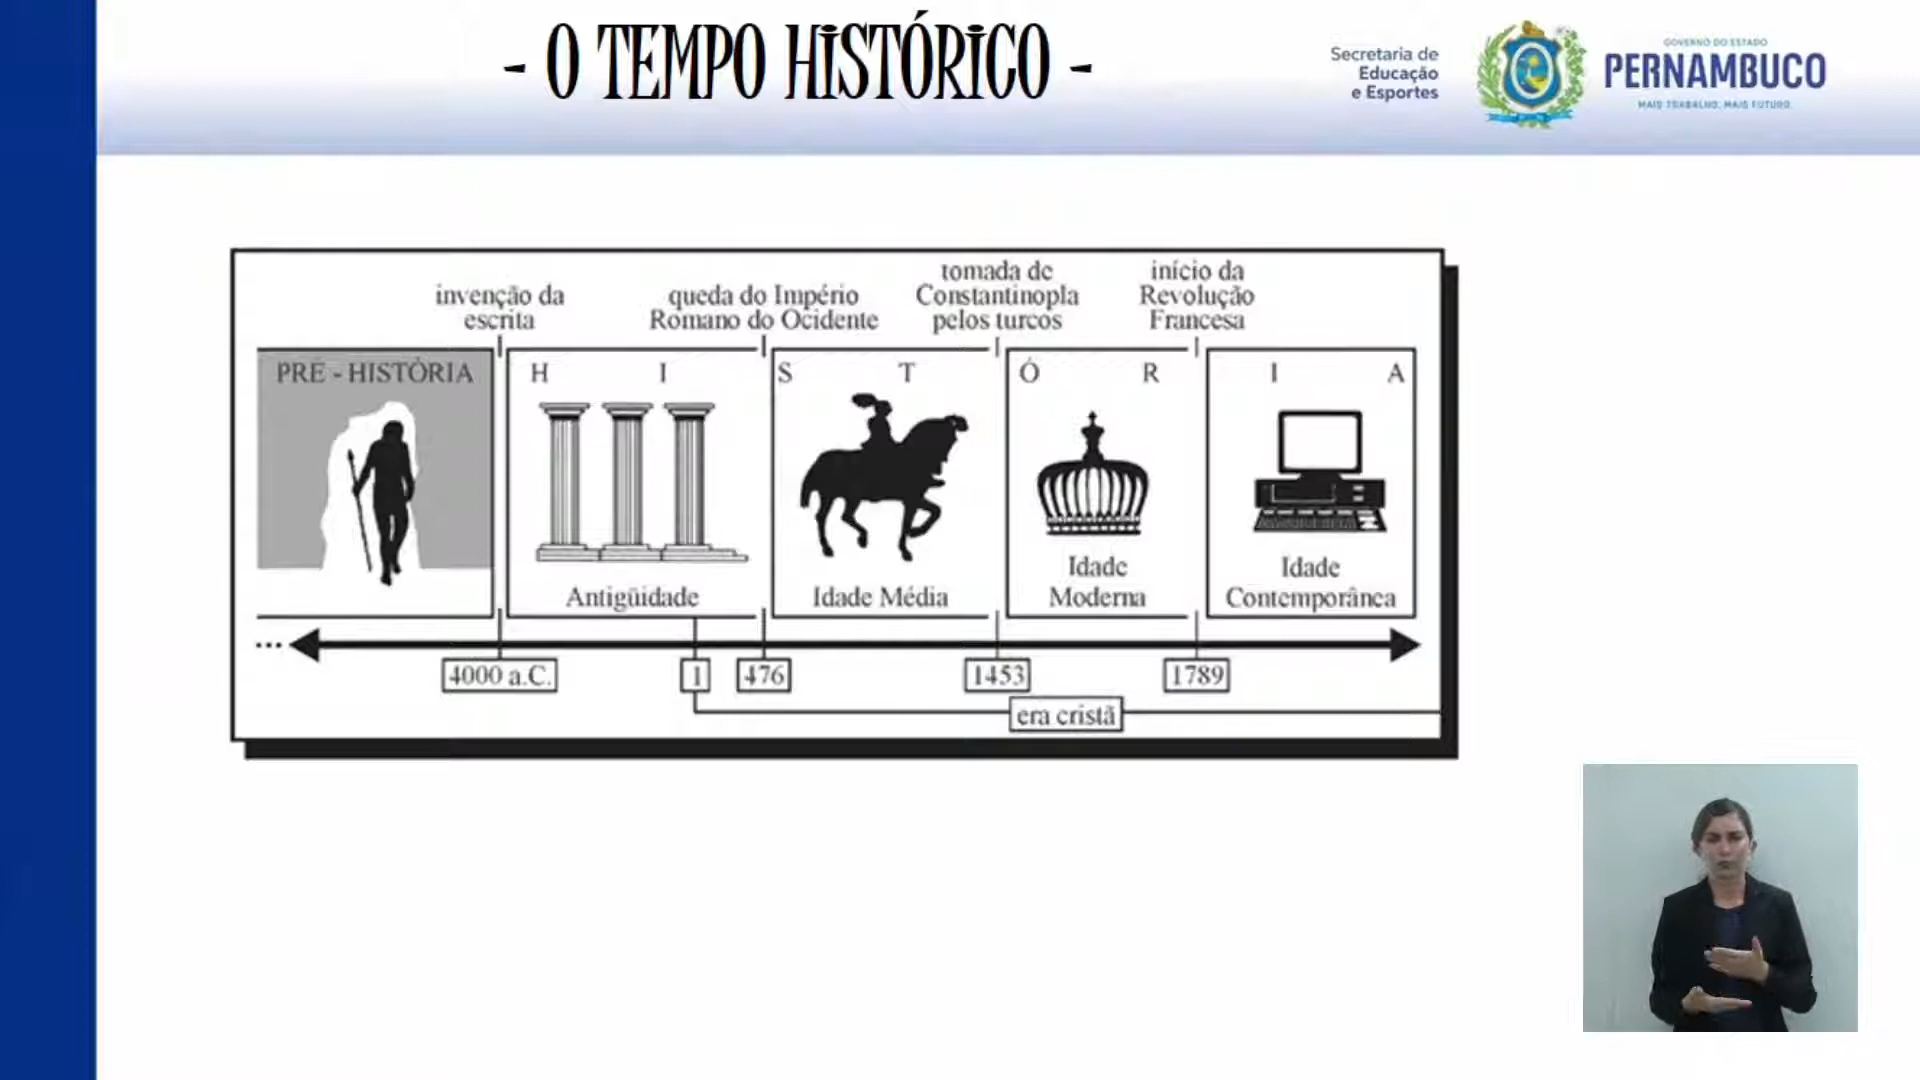 - O TEMPO HISTÓRICO -
Secretaria de
Educação
e Esportes
GOVERNO DO ESTADO
PERNAMBUCO
MAIS TRABALHO, MAIS FUTURO.
invenção da
escrita
queda do Império
Romano do Ocidente
tomada de
Constantinopla
pelos turcos
início da
Revolução
Francesa
PRÉ - HISTÓRIA
H I S T Ó R I A
Antigüidade
Idade Média
Idade
Moderna
Idade
Contemporânea
...
4000 a.C.
1
476
1453
1789
era cristã